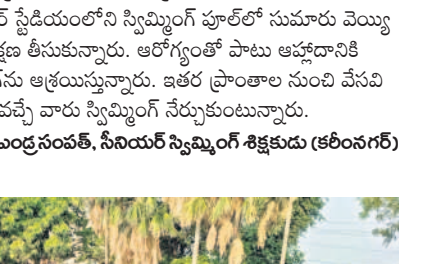 ర్ స్టేడియంలోని స్విమ్మింగ్ పూల్‌లో సుమారు వెయ్యి
క్షణ తీసుకున్నారు. ఆరోగ్యంతో పాటు ఆహ్లాదానికి
గ్‌ను ఆశ్రయిస్తున్నారు. ఇతర ప్రాంతాల నుంచి వేసవి
వచ్చే వారు స్విమ్మింగ్ నేర్చుకుంటున్నారు.
ఎండ్రసంపత్, సీనియర్ స్విమ్మింగ్ శిక్షకుడు (కరీంనగర్)